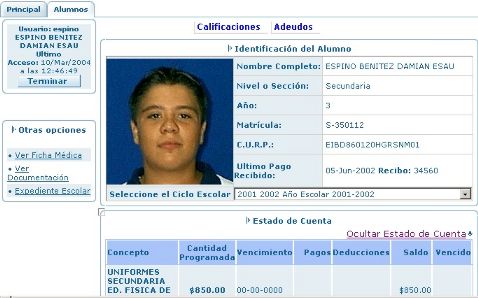 Principal Alumnos
Usuario: espino
ESPINO BENITEZ
DAMIAN ESAU
Ultimo
Acceso: 10/Mar/2004
a las 12:46:49
Terminar
Otras opciones
Ver Ficha Médica
Ver
Documentación
Expediente Escolar
Calificaciones Adeudos
Identificación del Alumno
Nombre Completo: ESPINO BENITEZ DAMIAN ESAU
Nivel o Sección: Secundaria
Año: 3
Matrícula: S-350112
C.U.R.P.: EIBD860120HGRSNM01
Ultimo Pago
Recibido: 05-Jun-2002 Recibo: 34560
Seleccione el Ciclo Escolar 2001 2002 Año Escolar 2001-2002
Estado de Cuenta
Ocultar Estado de Cuenta
Concepto Cantidad Programada Vencimiento Pagos Deducciones Saldo Vencido
UNIFORMES
SECUNDARIA
ED. FISICA DE $850.00 00-00-0000 $850.00